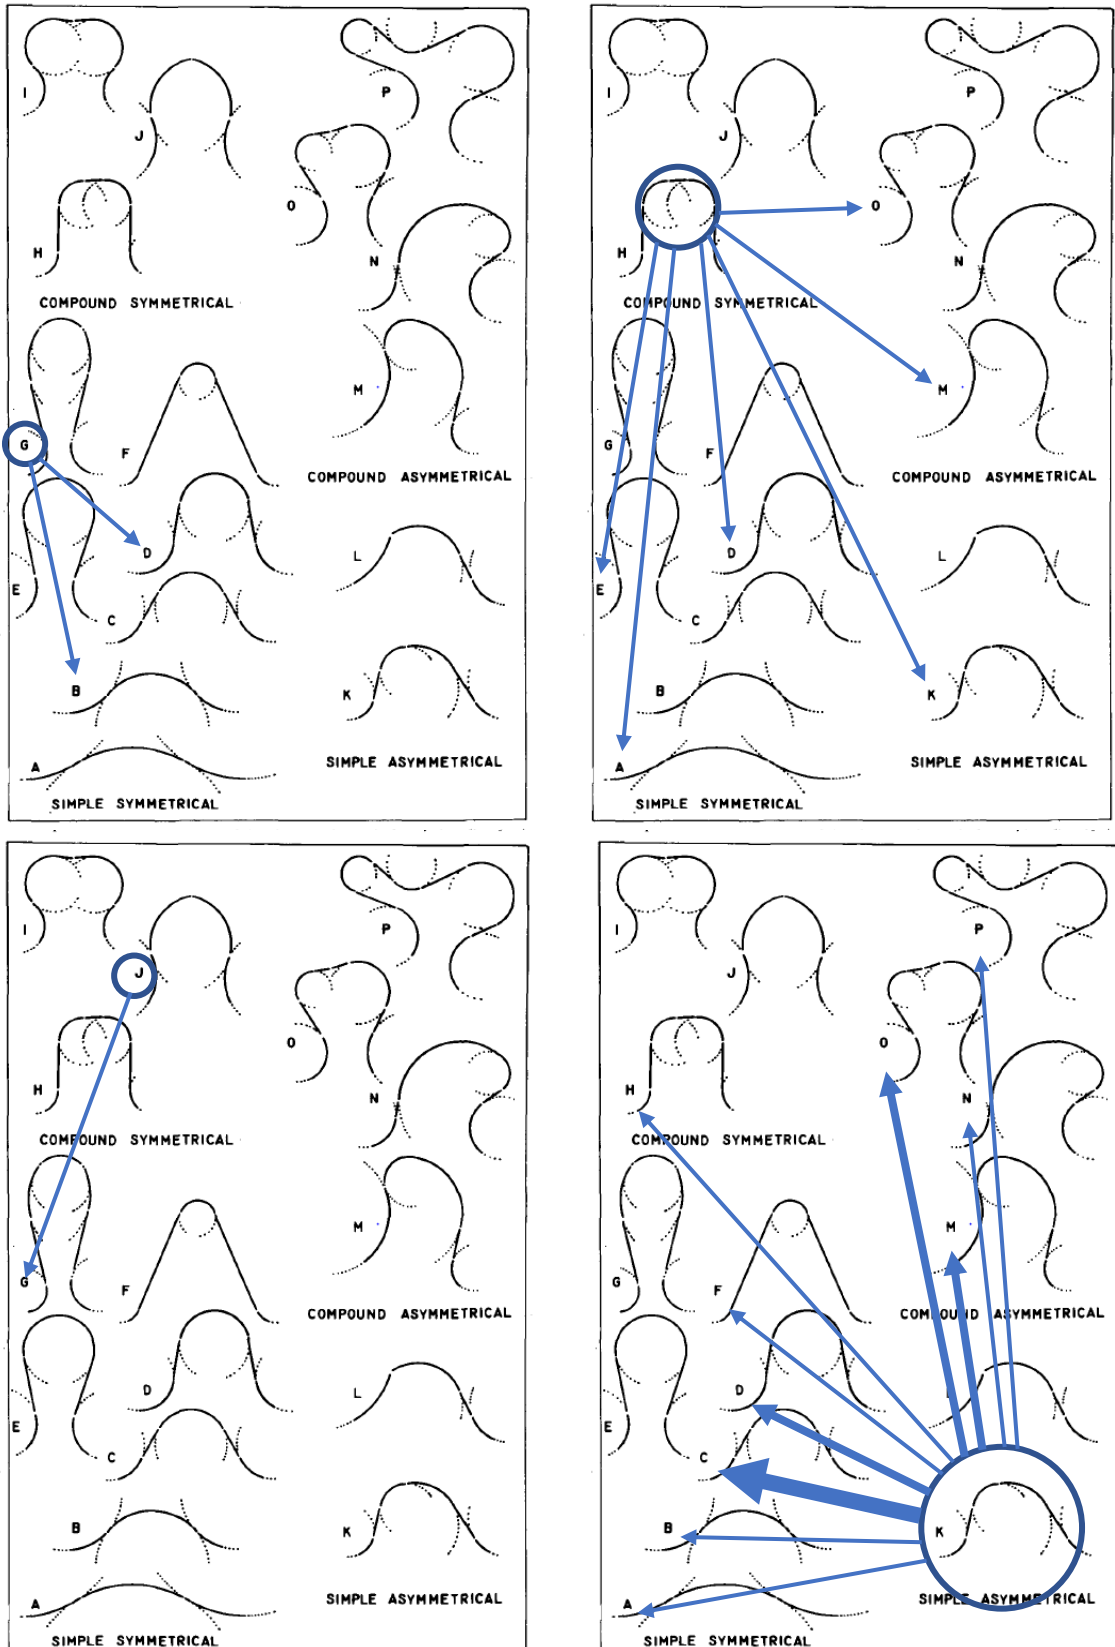 I
P
J
O
H
N
COMPOUND SYMMETRICAL
M
G
F
COMPOUND ASYMMETRICAL
D
L
E
C
B
K
A
SIMPLE ASYMMETRICAL
SIMPLE SYMMETRICAL
I
P
J
O
H
N
COMPOUND SYMMETRICAL
M
G
F
COMPOUND ASYMMETRICAL
D
L
E
C
B
K
A
SIMPLE ASYMMETRICAL
SIMPLE SYMMETRICAL
I
P
J
O
H
N
COMPOUND SYMMETRICAL
M
G
F
COMPOUND ASYMMETRICAL
D
L
E
C
B
K
A
SIMPLE ASYMMETRICAL
SIMPLE SYMMETRICAL
I
P
J
O
H
N
COMPOUND SYMMETRICAL
M
G
F
COMPOUND ASYMMETRICAL
D
L
E
C
B
K
A
SIMPLE ASYMMETRICAL
SIMPLE SYMMETRICAL